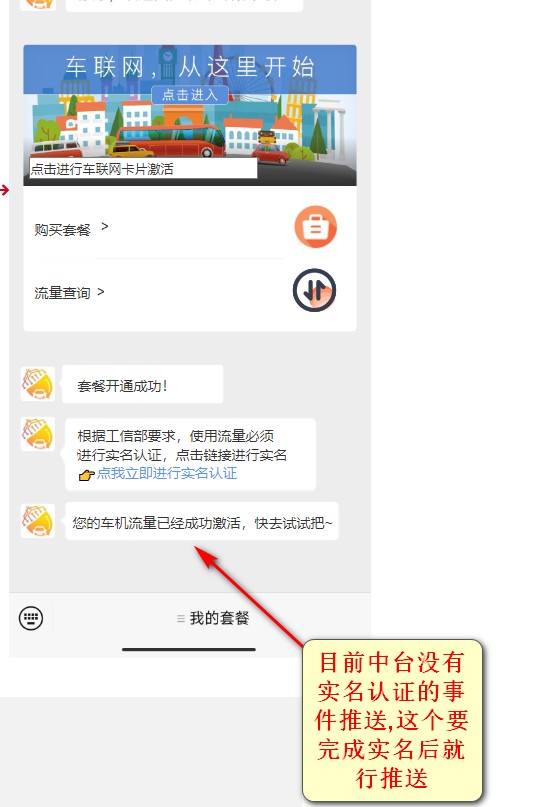 车联网，从这里开始
点击进入
点击进行车联网卡片激活
购买套餐 >
流量查询 >
套餐开通成功！
根据工信部要求，使用流量必须
进行实名认证，点击链接进行实名
👉点我立即进行实名认证
您的车机流量已经成功激活，快去试试把~
≡ 我的套餐
目前中台没有
实名认证的事
件推送,这个要
完成实名后就
行推送